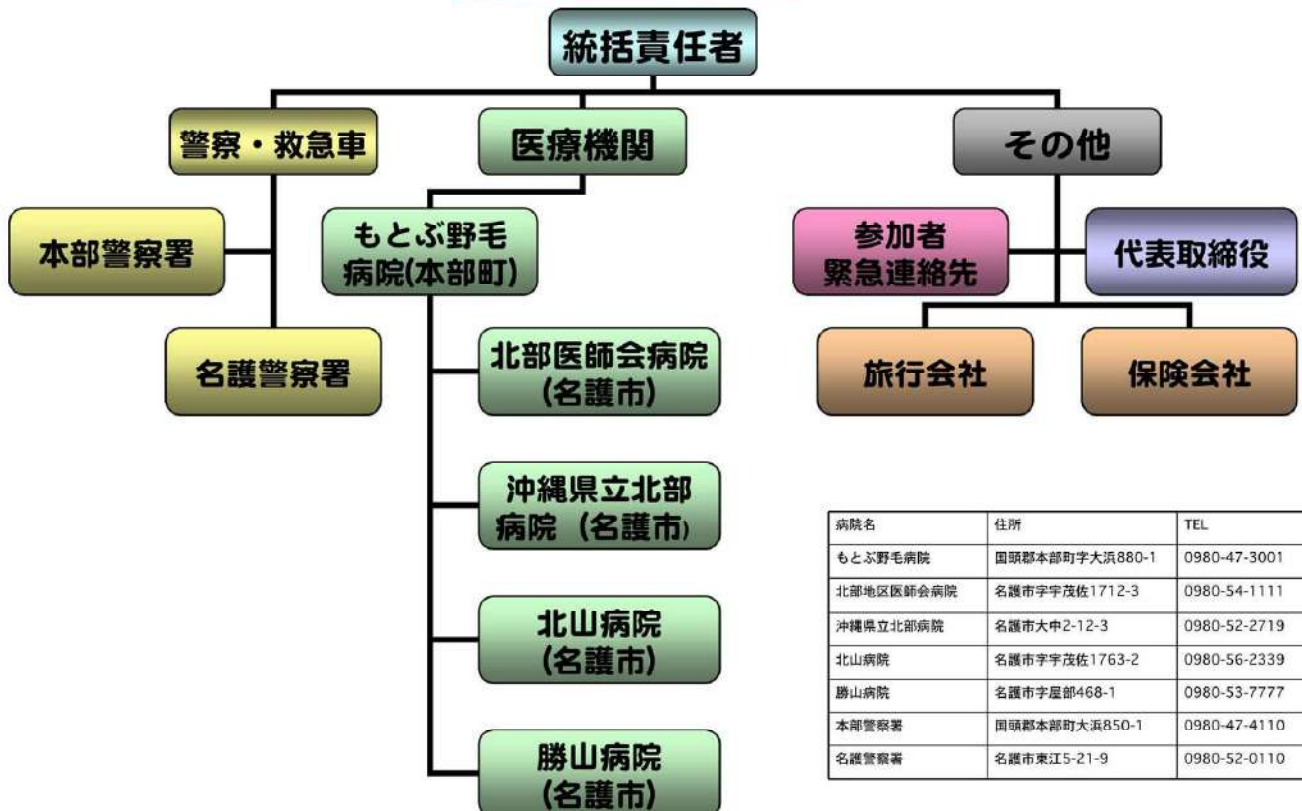 統括責任者
警察・救急車
医療機関
その他
本部警察署
もとぶ野毛
病院(本部町)
参加者
緊急連絡先
代表取締役
名護警察署
北部医師会病院
(名護市)
旅行会社
保険会社
沖縄県立北部
病院 (名護市)
北山病院
(名護市)
勝山病院
(名護市)
病院名 住所 TEL
もとぶ野毛病院 国頭郡本部町字大浜880-1 0980-47-3001
北部地区医師会病院 名護市字宇茂佐1712-3 0980-54-1111
沖縄県立北部病院 名護市大中2-12-3 0980-52-2719
北山病院 名護市字宇茂佐1763-2 0980-56-2339
勝山病院 名護市字屋部468-1 0980-53-7777
本部警察署 国頭郡本部町大浜850-1 0980-47-4110
名護警察署 名護市東江5-21-9 0980-52-0110